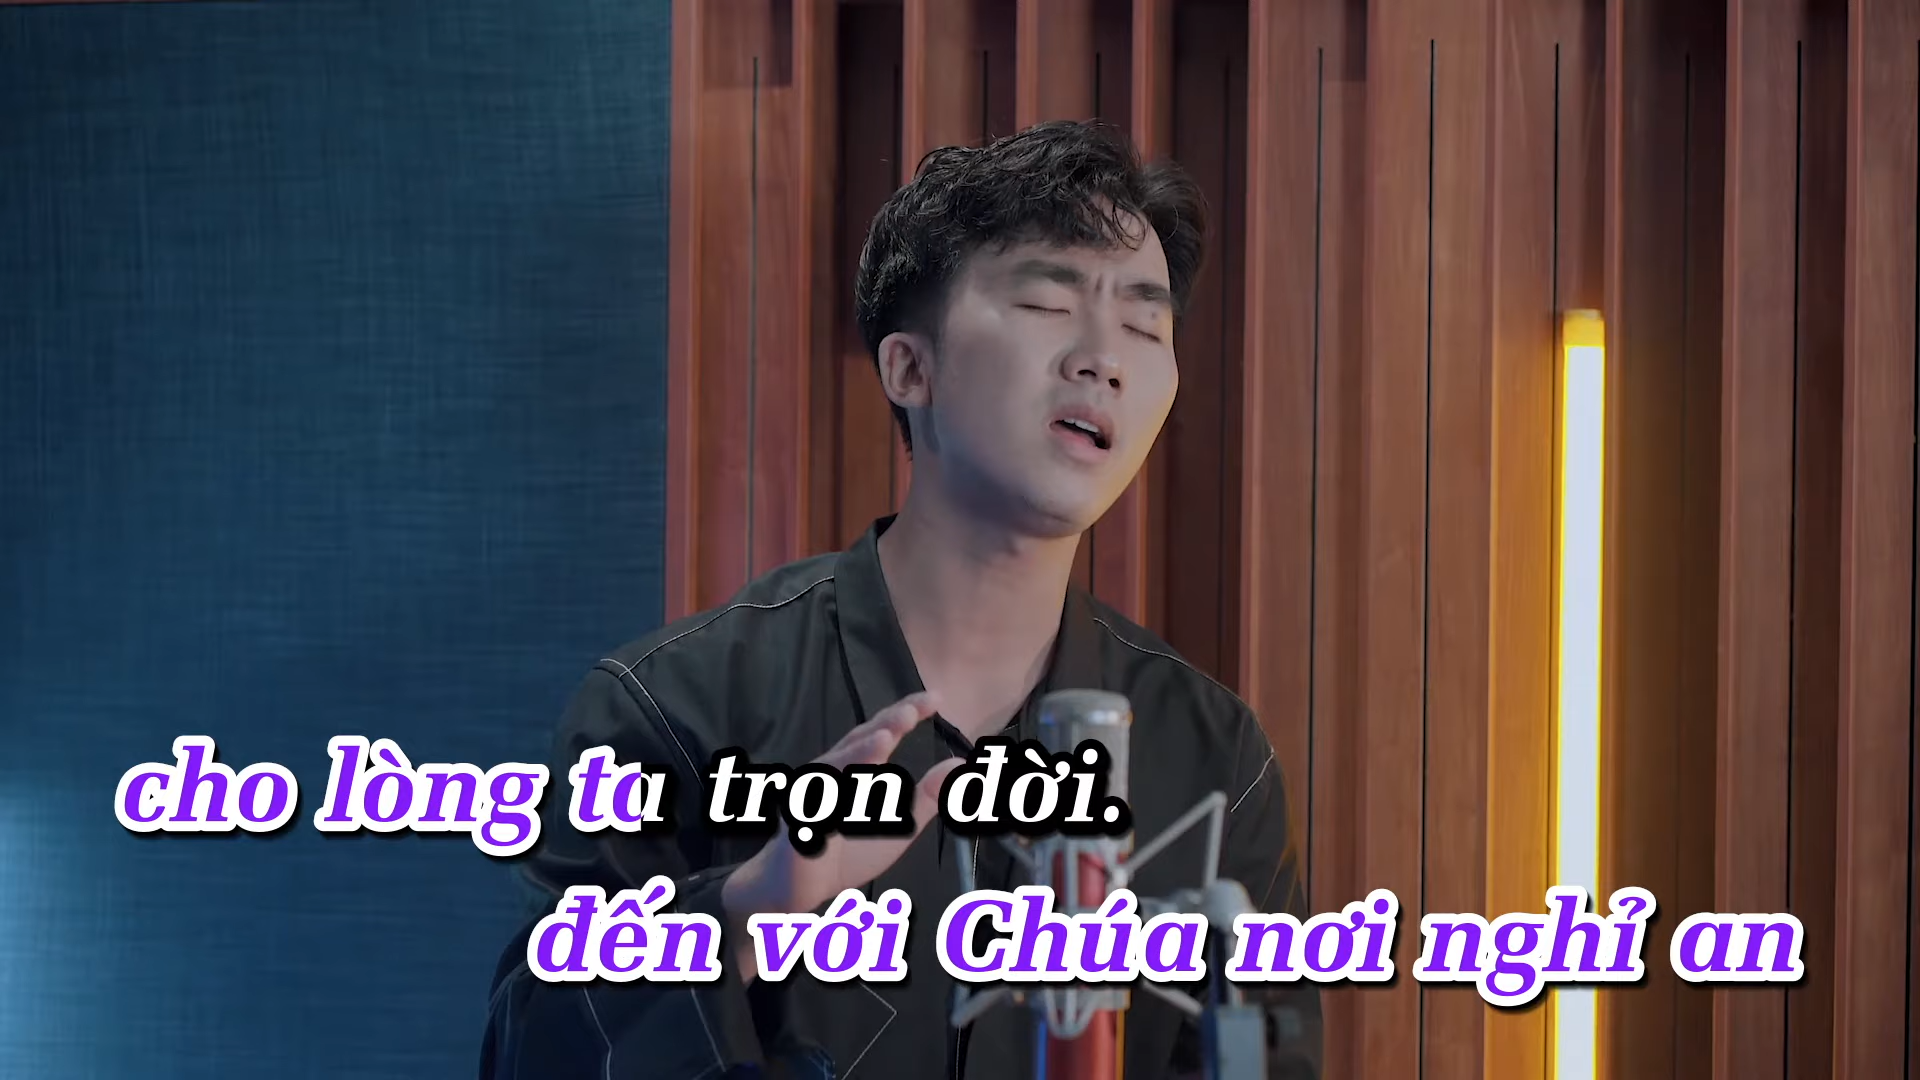 cho lòng ta trọn đời.
đến với Chúa nơi nghỉ an